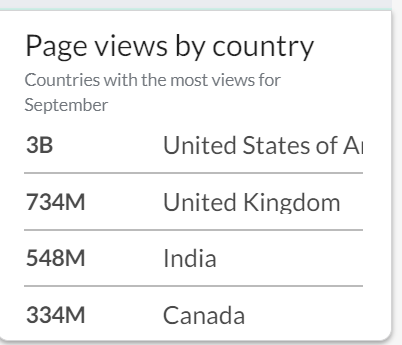 Page views by country
Countries with the most views for
September
3B United States of A
734M United Kingdom
548M India
334M Canada